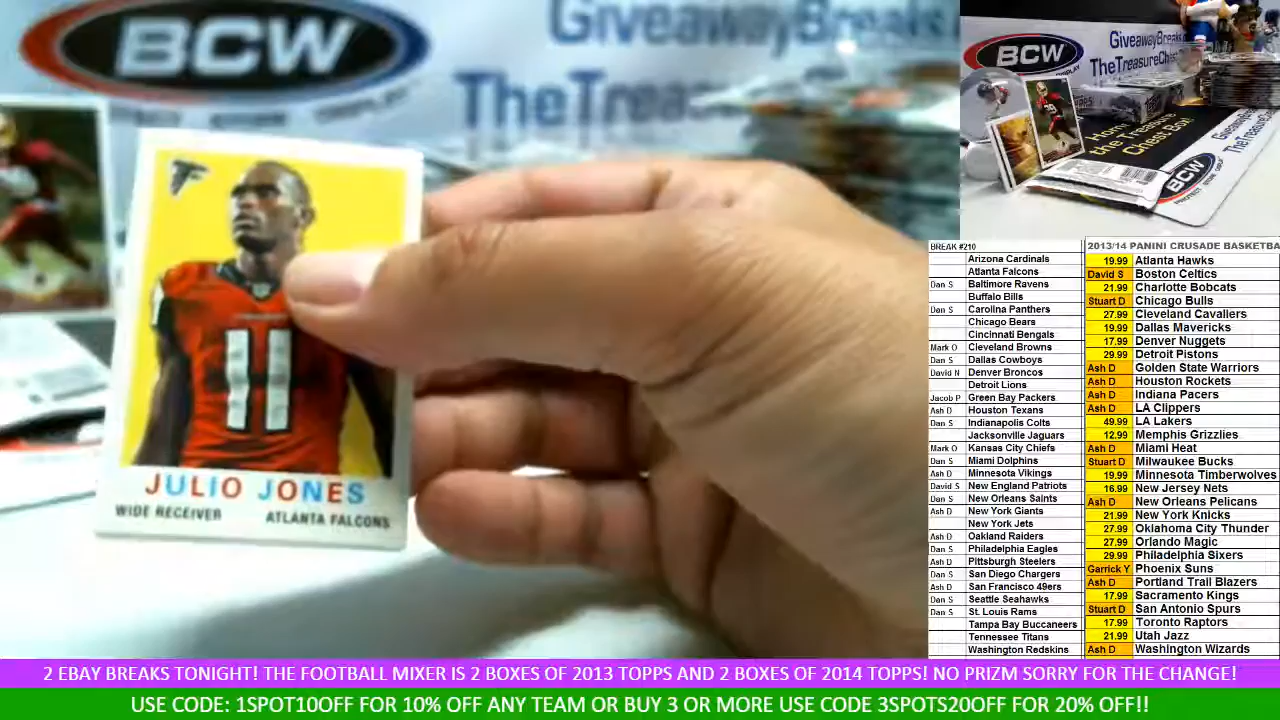 BCW
GiveawayBreaks
TheTreas
11
JULIO JONES
WIDE RECEIVER
ATLANTA FALCONS
BCW
GiveawayBreaks
TheTreasureChes
Hom
the Treasure
Chest Box!
BCW
BREAK #210
Arizona Cardinals
Atlanta Falcons
Dan S Baltimore Ravens
Buffalo Bills
Dan S Carolina Panthers
Chicago Bears
Cincinnati Bengals
Mark O Cleveland Browns
Dan S Dallas Cowboys
David N Denver Broncos
Detroit Lions
Jacob P Green Bay Packers
Ash D Houston Texans
Dan S Indianapolis Colts
Jacksonville Jaguars
Mark O Kansas City Chiefs
Dan S Miami Dolphins
Ash D Minnesota Vikings
David S New England Patriots
Dan S New Orleans Saints
Ash D New York Giants
New York Jets
Ash D Oakland Raiders
Dan S Philadelphia Eagles
Ash D Pittsburgh Steelers
Dan S San Diego Chargers
Ash D San Francisco 49ers
Dan S Seattle Seahawks
Dan S St. Louis Rams
Tampa Bay Buccaneers
Tennessee Titans
Washington Redskins
2013/14 PANINI CRUSADE BASKETBA
19.99 Atlanta Hawks
David S Boston Celtics
21.99 Charlotte Bobcats
Stuart D Chicago Bulls
27.99 Cleveland Cavaliers
19.99 Dallas Mavericks
17.99 Denver Nuggets
29.99 Detroit Pistons
Ash D Golden State Warriors
Ash D Houston Rockets
Ash D Indiana Pacers
Ash D LA Clippers
49.99 LA Lakers
12.99 Memphis Grizzlies
Ash D Miami Heat
Stuart D Milwaukee Bucks
19.99 Minnesota Timberwolves
16.99 New Jersey Nets
Ash D New Orleans Pelicans
21.99 New York Knicks
27.99 Oklahoma City Thunder
27.99 Orlando Magic
29.99 Philadelphia Sixers
Garrick Y Phoenix Suns
Ash D Portland Trail Blazers
17.99 Sacramento Kings
Stuart D San Antonio Spurs
17.99 Toronto Raptors
21.99 Utah Jazz
Ash D Washington Wizards
2 EBAY BREAKS TONIGHT! THE FOOTBALL MIXER IS 2 BOXES OF 2013 TOPPS AND 2 BOXES OF 2014 TOPPS! NO PRIZM SORRY FOR THE CHANGE!
USE CODE: 1SPOT10OFF FOR 10% OFF ANY TEAM OR BUY 3 OR MORE USE CODE 3SPOTS20OFF FOR 20% OFF!!